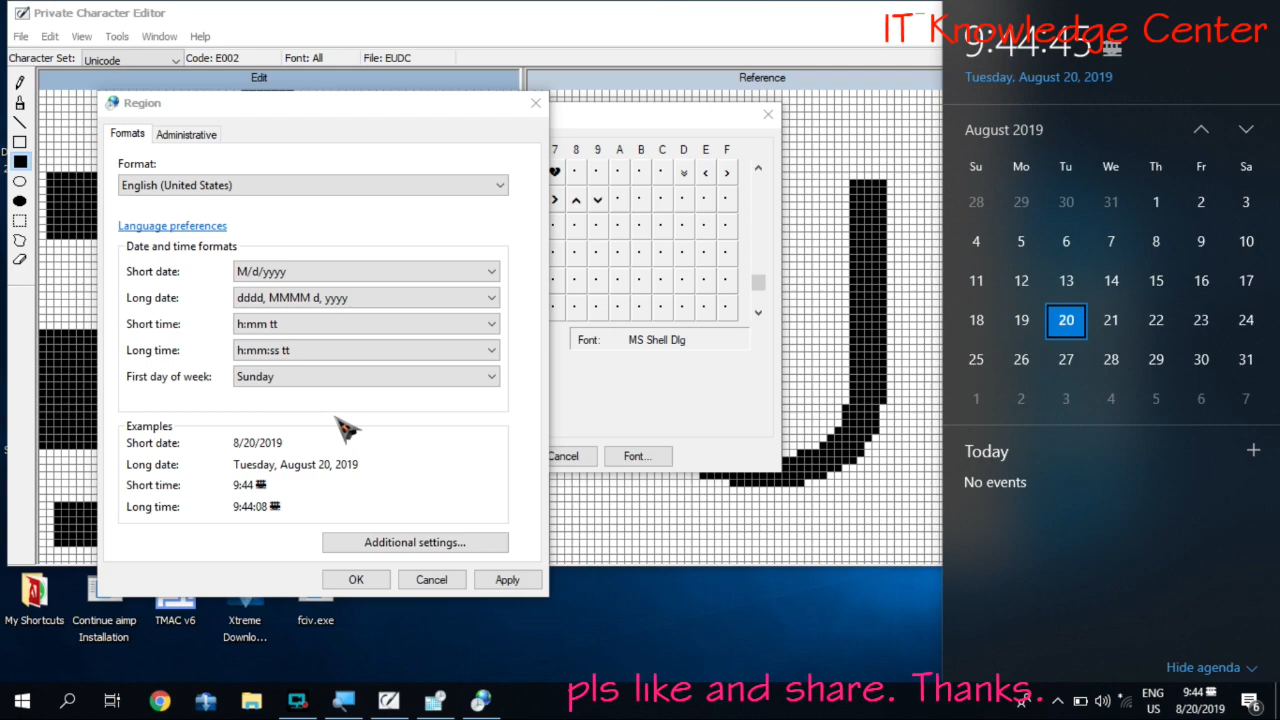 Private Character Editor
IT Knowledge Center
File Edit View Tools Window Help
9:44:45
Character Set: Unicode Code: E002 Font: All File: EUDC
Tuesday, August 20, 2019
Edit
Reference
Region
Formats Administrative
Format:
English (United States)
Language preferences
Date and time formats
Short date: M/d/yyyy
Long date: dddd, MMMM d, yyyy
Short time: h:mm tt
Long time: h:mm:ss tt
First day of week: Sunday
Examples
Short date: 8/20/2019
Long date: Tuesday, August 20, 2019
Short time: 9:44
Long time: 9:44:08
Additional settings...
OK Cancel Apply
7 8 9 A B C D E F
Font: MS Shell Dlg
Cancel Font...
August 2019
Su Mo Tu We Th Fr Sa
28 29 30 31 1 2 3
4 5 6 7 8 9 10
11 12 13 14 15 16 17
18 19 20 21 22 23 24
25 26 27 28 29 30 31
1 2 3 4 5 6 7
Today
No events
Hide agenda
My Shortcuts
Continue aimp Installation
TMAC v6
Xtreme Downlo...
fciv.exe
pls like and share. Thanks.
ENG US
9:44
8/20/2019
6